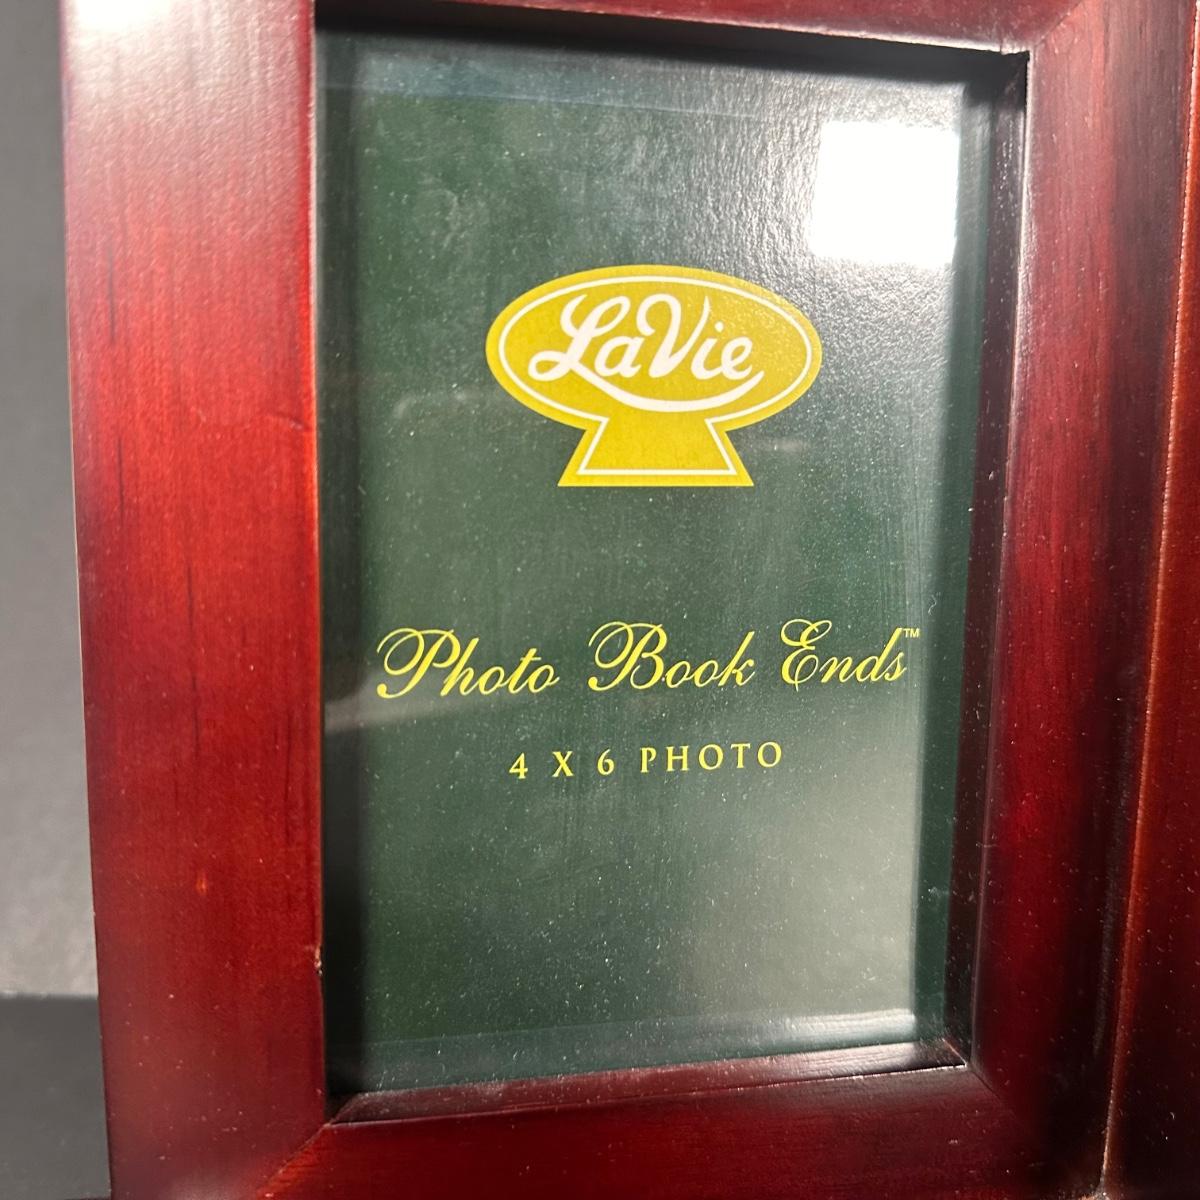 LaVie
Photo Book Ends™
4 X 6 PHOTO